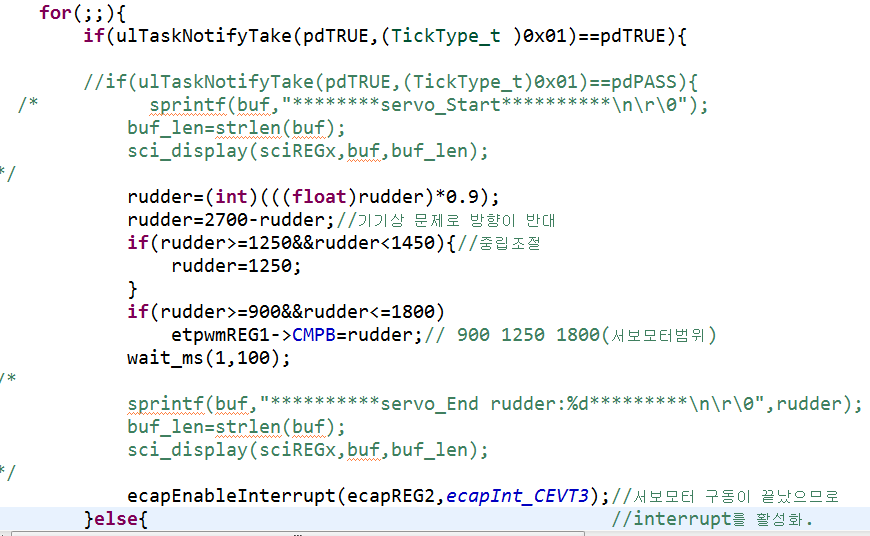 for(;;){
if(ulTaskNotifyTake(pdTRUE,(TickType_t )0x01)==pdTRUE){
//if(ulTaskNotifyTake(pdTRUE,(TickType_t)0x01)==pdPASS){
/* sprintf(buf,"********servo_Start**********\n\r\0");
buf_len=strlen(buf);
sci_display(sciREGx,buf,buf_len);
*/
rudder=(int)(((float)rudder)*0.9);
rudder=2700-rudder;//기기상 문제로 방향이 반대
if(rudder>=1250&&rudder<1450){//중립조절
rudder=1250;
}
if(rudder>=900&&rudder<=1800)
etpwmREG1->CMPB=rudder;// 900 1250 1800(서보모터범위)
wait_ms(1,100);
/*
sprintf(buf,"**********servo_End rudder:%d*********\n\r\0",rudder);
buf_len=strlen(buf);
sci_display(sciREGx,buf,buf_len);
*/
ecapEnableInterrupt(ecapREG2,ecapInt_CEVT3);//서보모터 구동이 끝났으므로
}else{ //interrupt를 활성화.